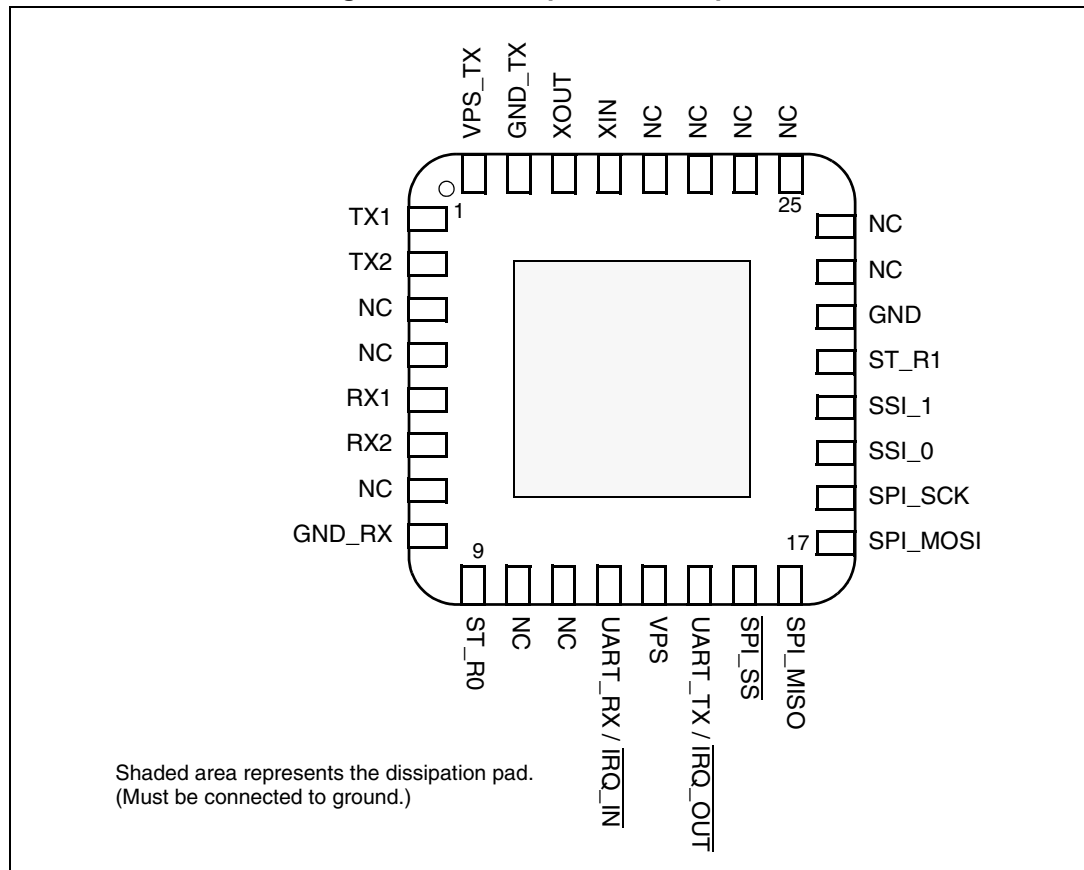 VPS_TX
GND_TX
XOUT
XIN
NC
NC
NC
NC
1
25
TX1
TX2
NC
NC
RX1
RX2
NC
GND_RX
NC
NC
GND
ST_R1
SSI_1
SSI_0
SPI_SCK
SPI_MOSI
9
17
ST_R0
NC
NC
UART_RX / IRQ_IN
VPS
UART_TX / IRQ_OUT
SPI_SS
SPI_MISO
Shaded area represents the dissipation pad.
(Must be connected to ground.)